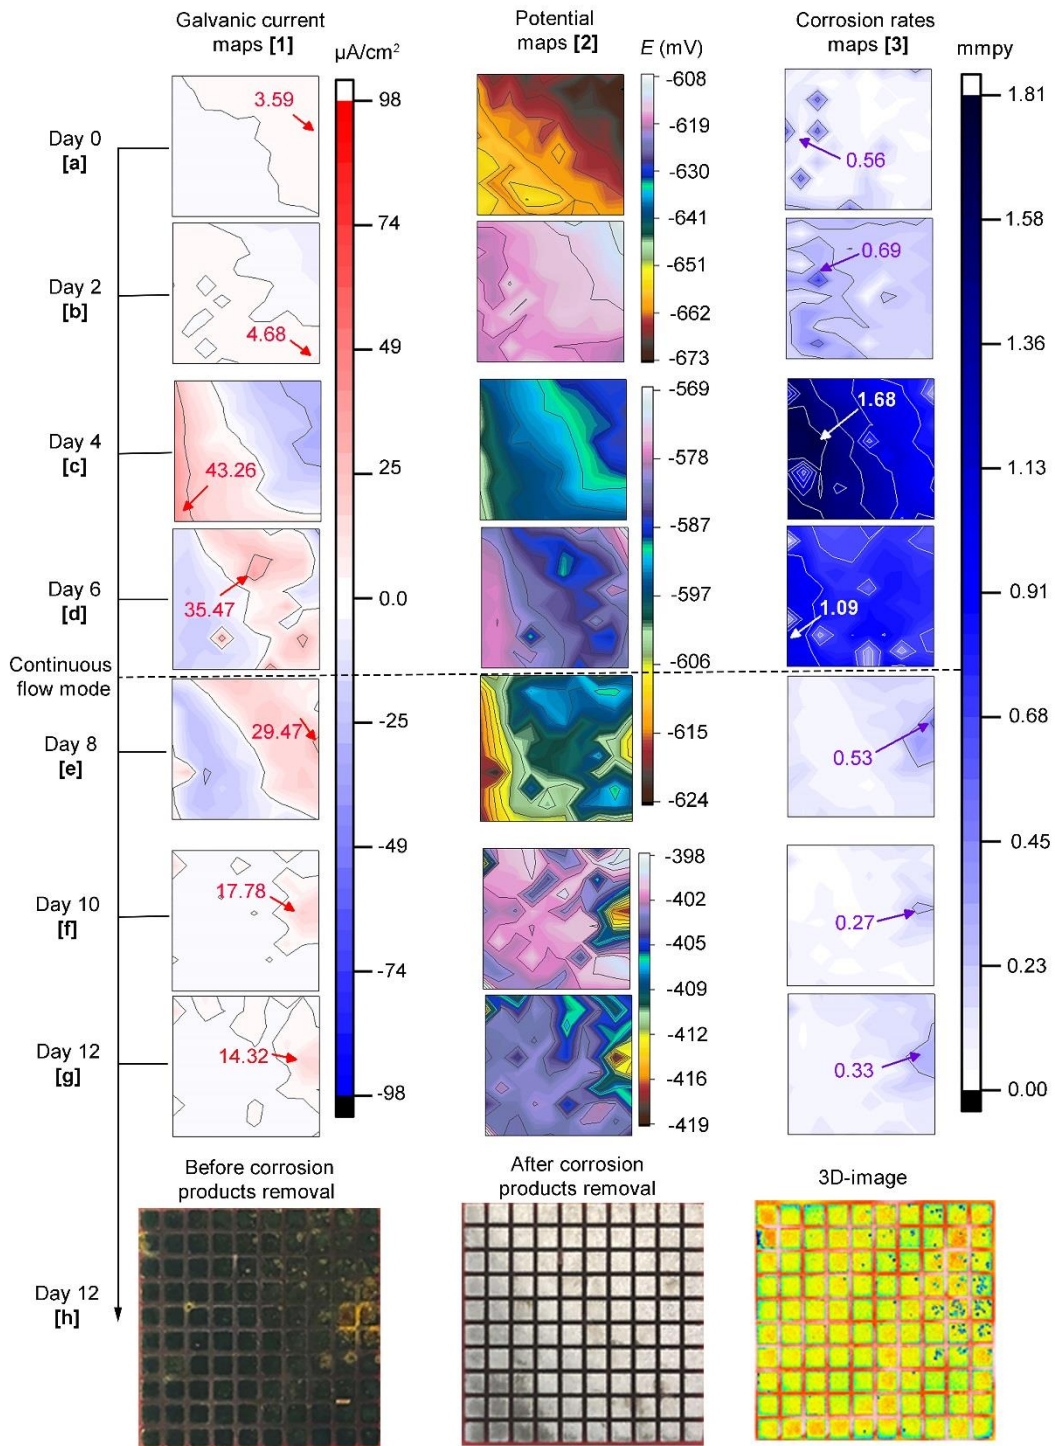 Galvanic current
maps [1]
µA/cm²
Potential
maps [2]
E (mV)
Corrosion rates
maps [3]
mmpy
Day 0
[a]
3.59
0.56
Day 2
[b]
4.68
0.69
Day 4
[c]
43.26
1.68
Day 6
[d]
35.47
1.09
Continuous
flow mode
Day 8
[e]
29.47
0.53
Day 10
[f]
17.78
0.27
Day 12
[g]
14.32
0.33
98
74
49
25
0.0
-25
-49
-74
-98
-608
-619
-630
-641
-651
-662
-673
-569
-578
-587
-597
-606
-615
-624
-398
-402
-405
-409
-412
-416
-419
1.81
1.58
1.36
1.13
0.91
0.68
0.45
0.23
0.00
Before corrosion
products removal
After corrosion
products removal
3D-image
Day 12
[h]